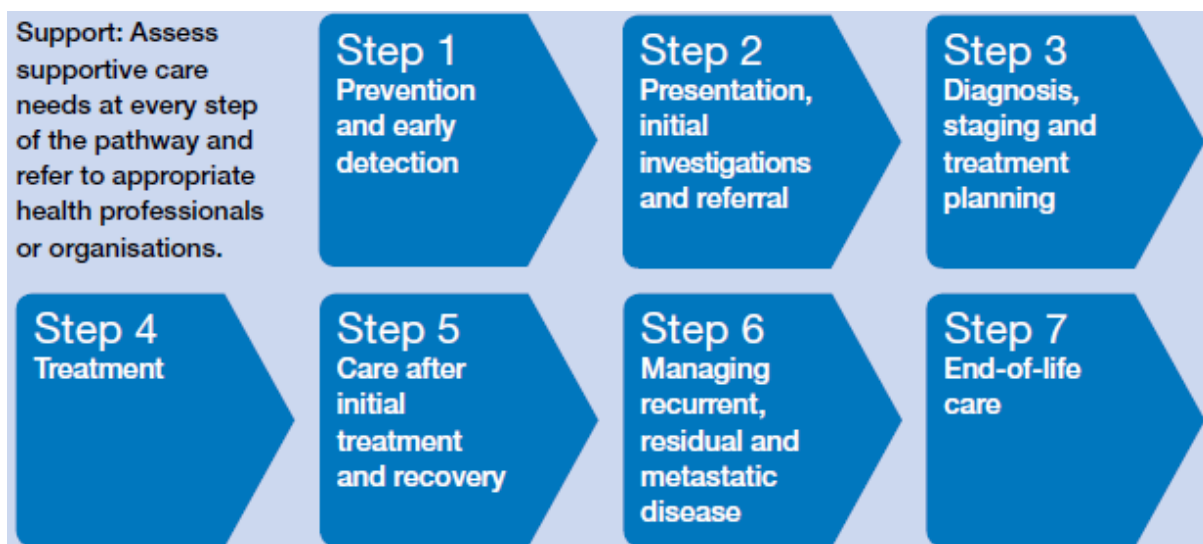 Support: Assess
supportive care
needs at every step
of the pathway and
refer to appropriate
health professionals
or organisations.
Step 1
Prevention
and early
detection
Step 2
Presentation,
initial
investigations
and referral
Step 3
Diagnosis,
staging and
treatment
planning
Step 4
Treatment
Step 5
Care after
initial
treatment
and recovery
Step 6
Managing
recurrent,
residual and
metastatic
disease
Step 7
End-of-life
care